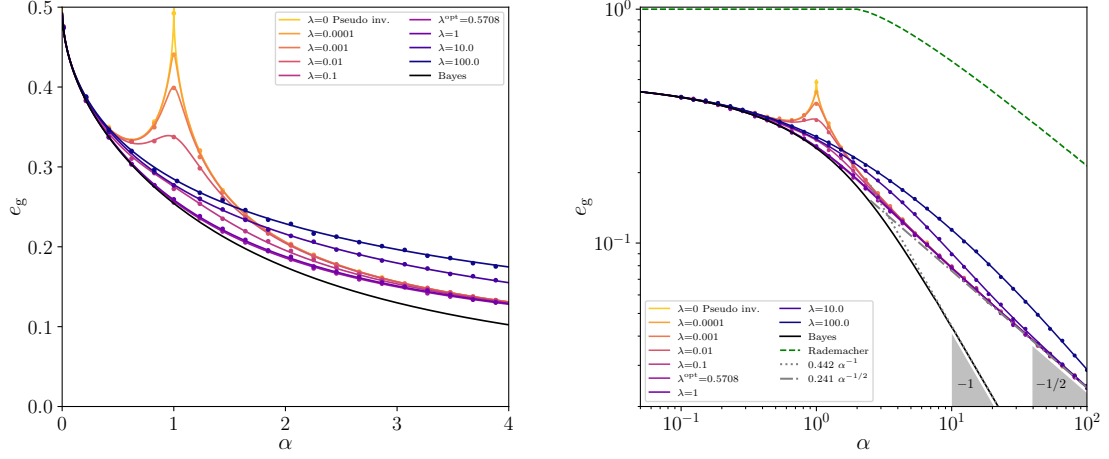 0.5
0.4
0.3
0.2
0.1
0.0
e_g
0
1
2
3
4
α
λ=0 Pseudo inv.
λ=0.0001
λ=0.001
λ=0.01
λ=0.1
λ^opt=0.5708
λ=1
λ=10.0
λ=100.0
Bayes
10^0
10^−1
e_g
10^−1
10^0
10^1
10^2
α
λ=0 Pseudo inv.
λ=0.0001
λ=0.001
λ=0.01
λ=0.1
λ^opt=0.5708
λ=1
λ=10.0
λ=100.0
Bayes
Rademacher
0.442 α^−1
0.241 α^−1/2
−1
−1/2